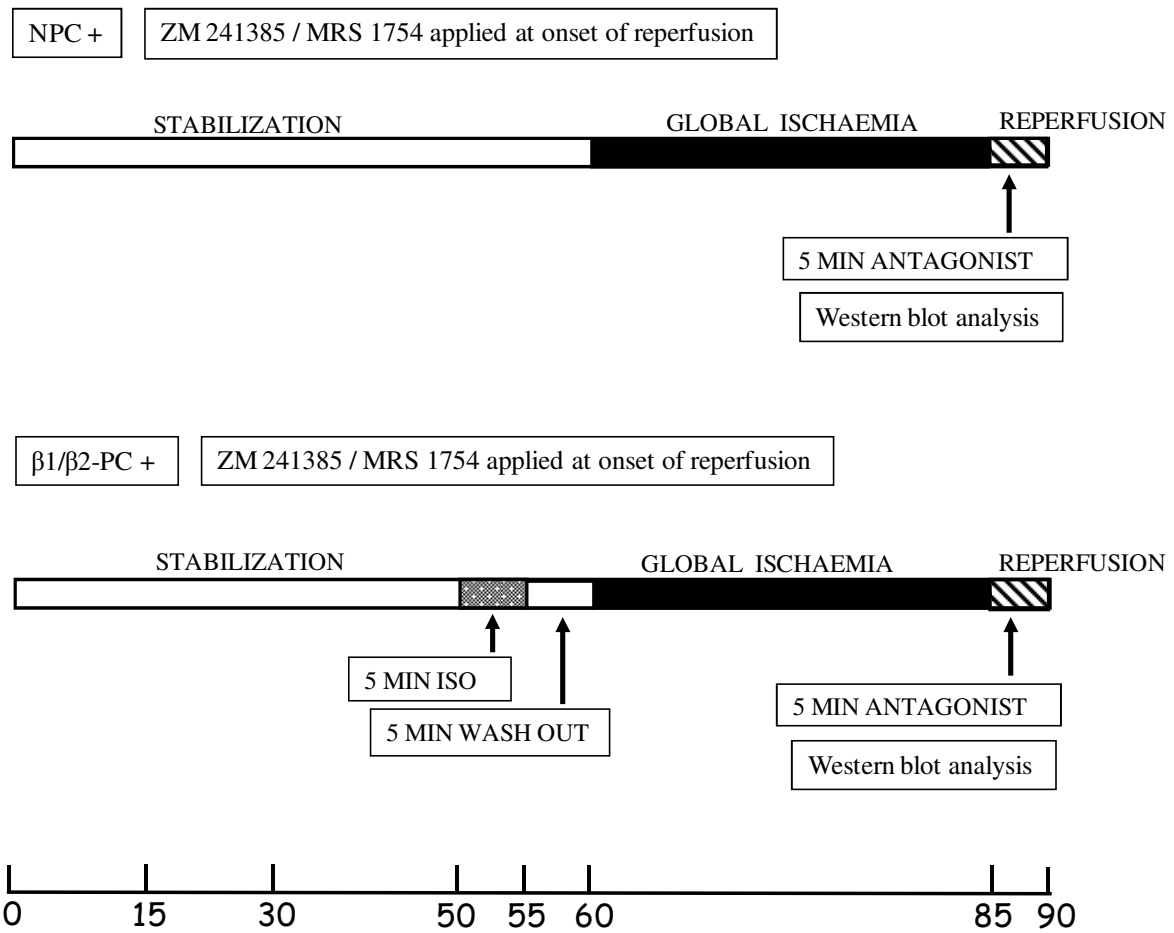 NPC +
ZM 241385 / MRS 1754 applied at onset of reperfusion
STABILIZATION
GLOBAL ISCHAEMIA
REPERFUSION
5 MIN ANTAGONIST
Western blot analysis
β1/β2-PC +
ZM 241385 / MRS 1754 applied at onset of reperfusion
STABILIZATION
GLOBAL ISCHAEMIA
REPERFUSION
5 MIN ISO
5 MIN WASH OUT
5 MIN ANTAGONIST
Western blot analysis
0 15 30 50 55 60 85 90